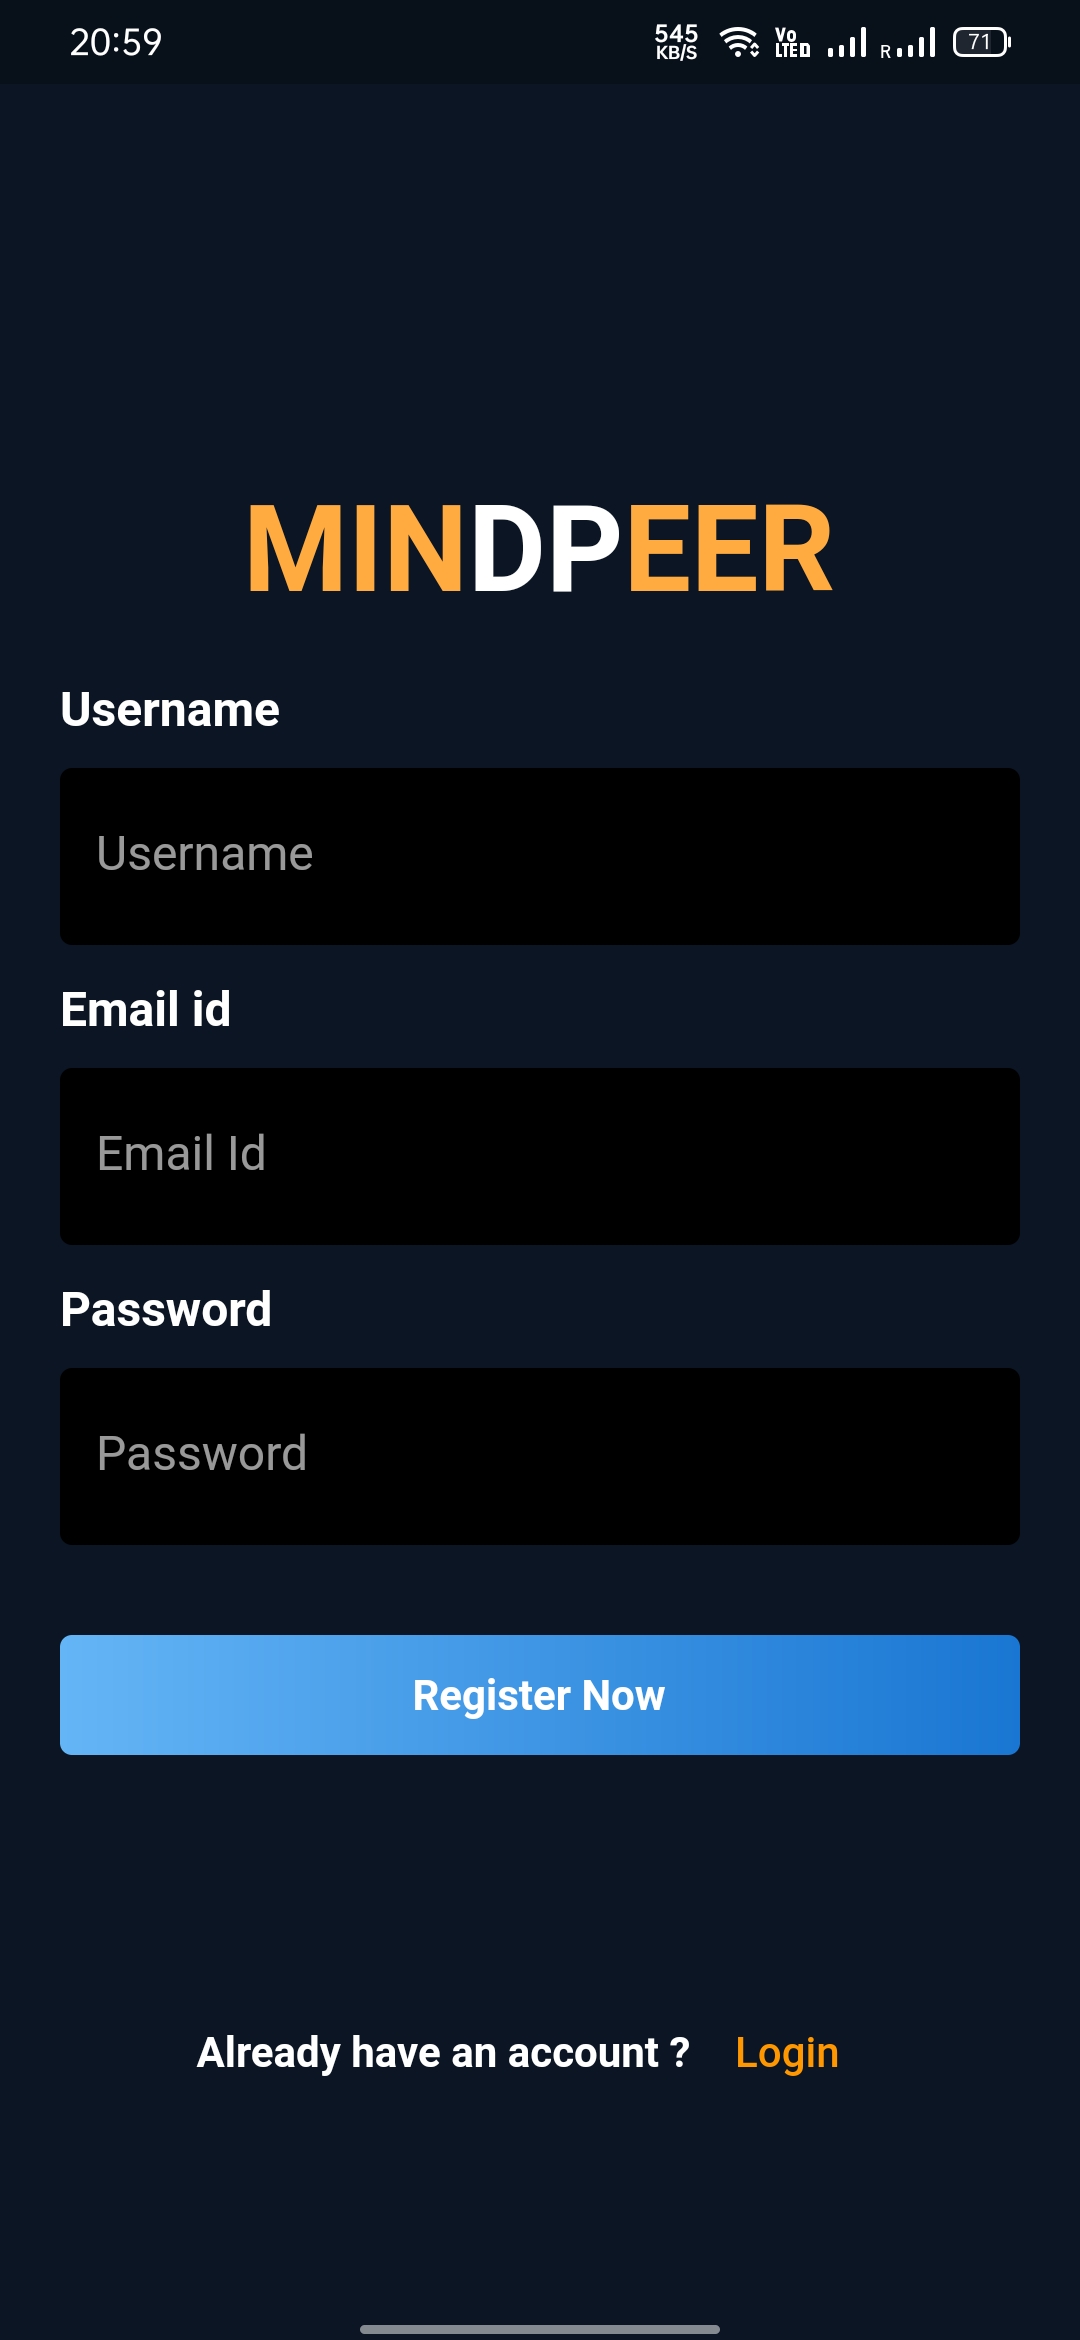 20:59 545 KB/S Vo LTE D R 71
MINDPEER
Username
Username
Email id
Email Id
Password
Password
Register Now
Already have an account ? Login